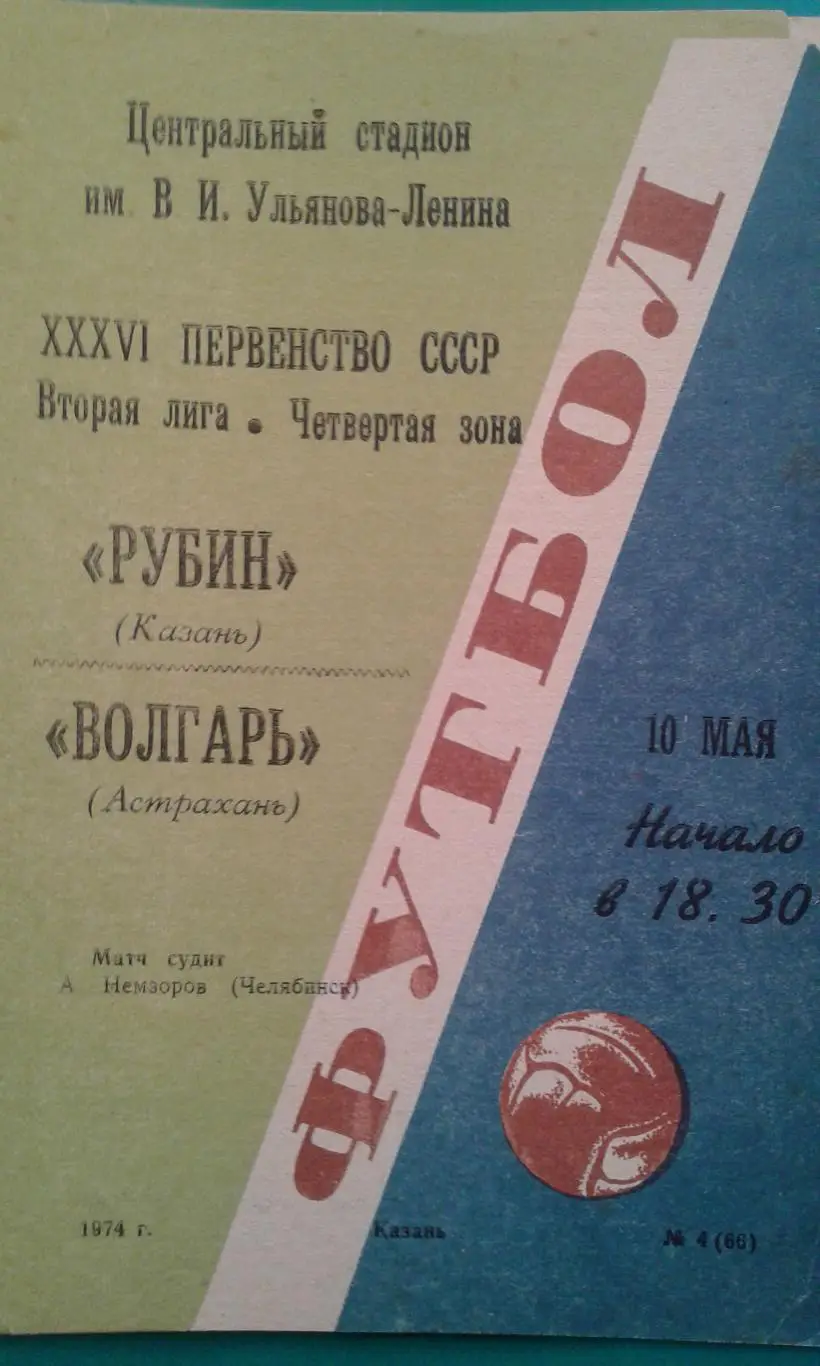 Центральный стадион
им. В. И. Ульянова-Ленина
XXXVI ПЕРВЕНСТВО СССР
Вторая лига • Четвертая зона
«РУБИН»
(Казань)
«ВОЛГАРЬ»
(Астрахань)
Матч судит
А Немзоров (Челябинск)
ФУТБОЛ
10 МАЯ
Начало
в 18.30
1974 г.
Казань
№ 4 (66)